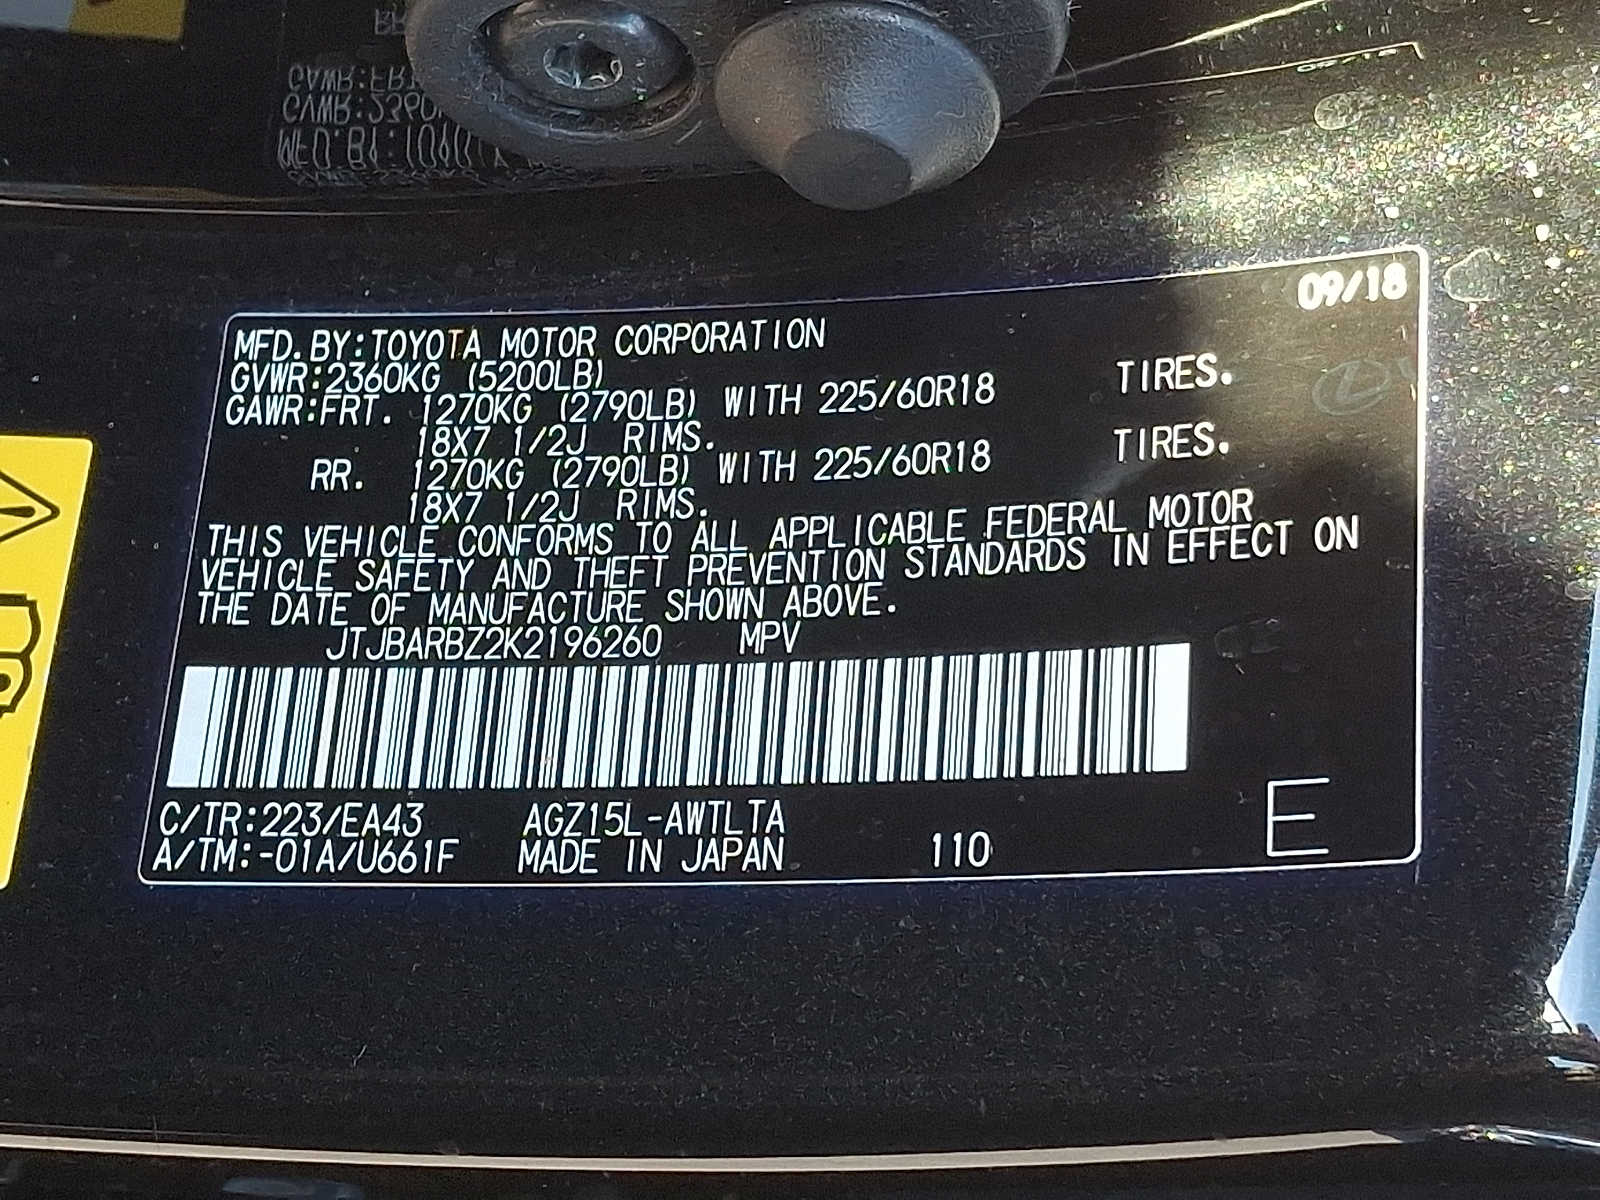 09/18
MFD.BY:TOYOTA MOTOR CORPORATION
GVWR:2360KG (5200LB)
GAWR:FRT. 1270KG (2790LB) WITH 225/60R18 TIRES.
18X7 1/2J RIMS.
RR. 1270KG (2790LB) WITH 225/60R18 TIRES.
18X7 1/2J RIMS.
THIS VEHICLE CONFORMS TO ALL APPLICABLE FEDERAL MOTOR
VEHICLE SAFETY AND THEFT PREVENTION STANDARDS IN EFFECT ON
THE DATE OF MANUFACTURE SHOWN ABOVE.
JTJBARBZ2K2196260 MPV
C/TR:223/EA43 AGZ15L-AWTLTA
A/TM:-01A/U661F MADE IN JAPAN 110 E